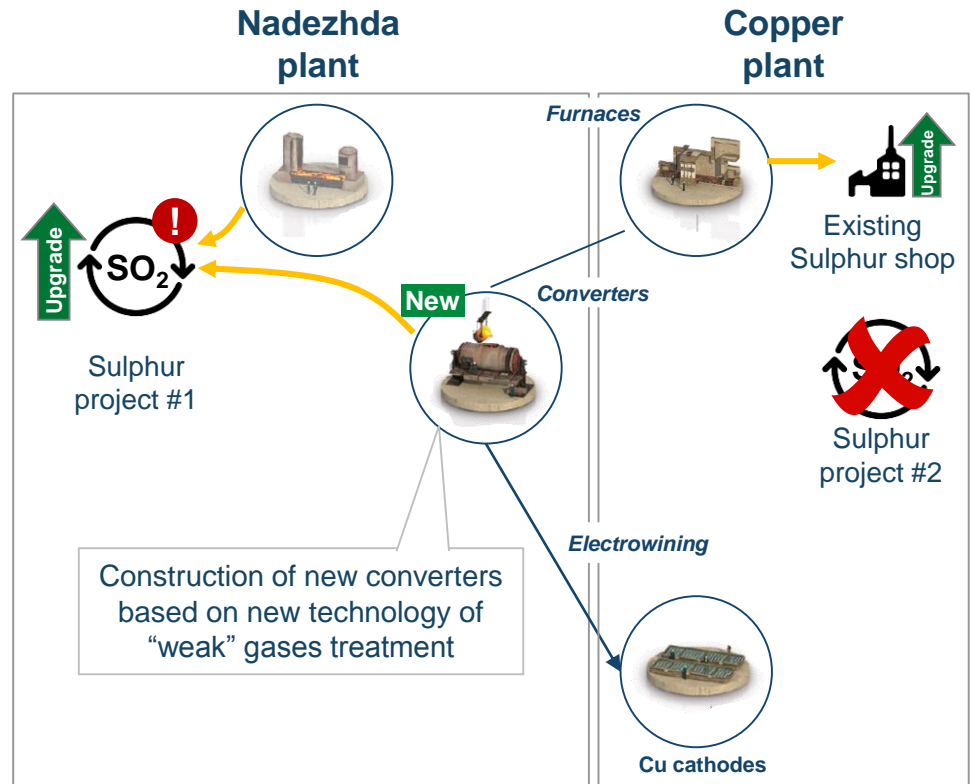 Nadezhda
plant
Copper
plant
Furnaces
Upgrade
!
SO2
Upgrade
Existing
Sulphur shop
New
Converters
Sulphur
project #1
Sulphur
project #2
Electrowining
Construction of new converters
based on new technology of
“weak” gases treatment
Cu cathodes